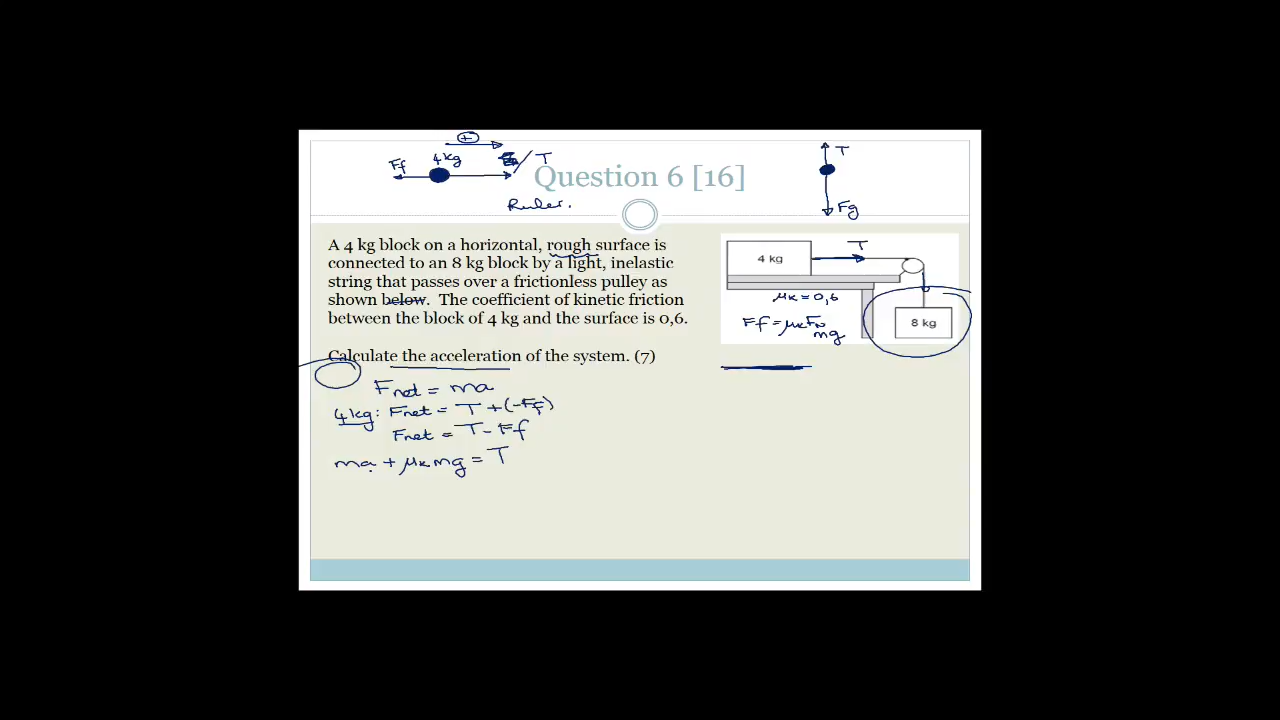 +
Ff 4kg T
Question 6 [16]
Ruler.
T
Fg
A 4 kg block on a horizontal, rough surface is
connected to an 8 kg block by a light, inelastic
string that passes over a frictionless pulley as
shown below. The coefficient of kinetic friction
between the block of 4 kg and the surface is 0,6.
Calculate the acceleration of the system. (7)
T
4 kg
μk = 0,6
Ff = μkFN
mg
8 kg
Fnet = ma
4kg: Fnet = T + (-Ff)
Fnet = T - Ff
ma + μkmg = T